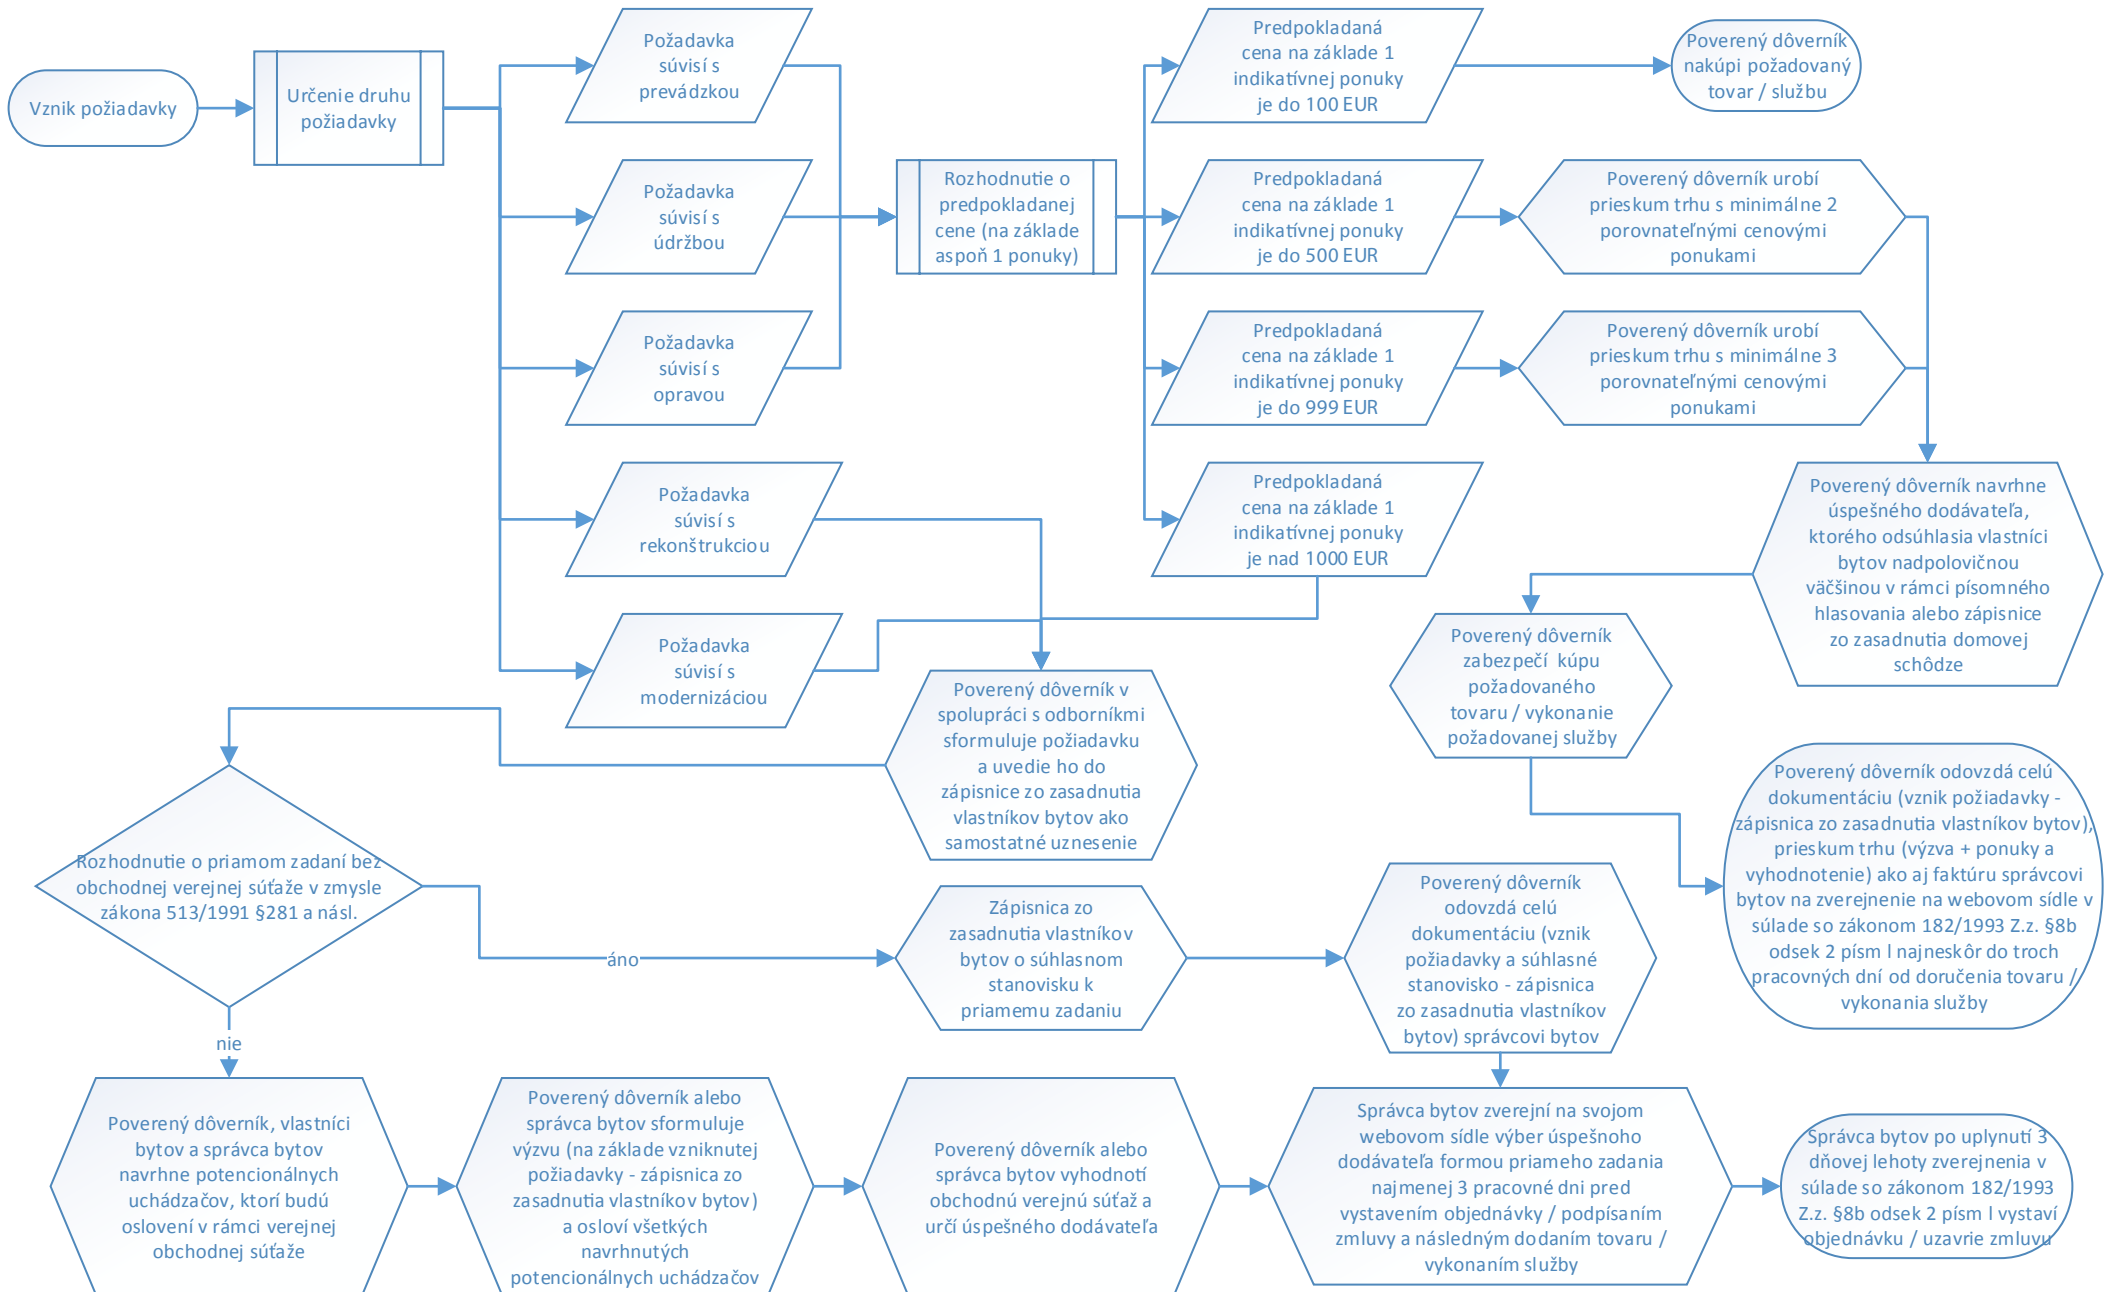 Vznik požiadavky
Určenie druhu
požiadavky
Požadavka
súvisí s
prevádzkou
Požadavka
súvisí s
údržbou
Požadavka
súvisí s
opravou
Požadavka
súvisí s
rekonštrukciou
Požadavka
súvisí s
modernizáciou
Rozhodnutie o
predpokladanej
cene (na základe
aspoň 1 ponuky)
Predpokladaná
cena na základe 1
indikatívnej ponuky
je do 100 EUR
Poverený dôverník
nakúpi požadovaný
tovar / službu
Predpokladaná
cena na základe 1
indikatívnej ponuky
je do 500 EUR
Poverený dôverník urobí
prieskum trhu s minimálne 2
porovnateľnými cenovými
ponukami
Predpokladaná
cena na základe 1
indikatívnej ponuky
je do 999 EUR
Poverený dôverník urobí
prieskum trhu s minimálne 3
porovnateľnými cenovými
ponukami
Predpokladaná
cena na základe 1
indikatívnej ponuky
je nad 1000 EUR
Poverený dôverník navrhne
úspešného dodávateľa,
ktorého odsúhlasia vlastníci
bytov nadpolovičnou
väčšinou v rámci písomného
hlasovania alebo zápisnice
zo zasadnutia domovej
schôdze
Poverený dôverník
zabezpečí  kúpu
požadovaného
tovaru / vykonanie
požadovanej služby
Poverený dôverník odovzdá celú
dokumentáciu (vznik požiadavky -
zápisnica zo zasadnutia vlastníkov bytov),
prieskum trhu (výzva + ponuky a
vyhodnotenie) ako aj faktúru správcovi
bytov na zverejnenie na webovom sídle v
súlade so zákonom 182/1993 Z.z. §8b
odsek 2 písm l najneskôr do troch
pracovných dní od doručenia tovaru /
vykonania služby
Poverený dôverník v
spolupráci s odborníkmi
sformuluje požiadavku
a uvedie ho do
zápisnice zo zasadnutia
vlastníkov bytov ako
samostatné uznesenie
Rozhodnutie o priamom zadaní bez
obchodnej verejnej súťaže v zmysle
zákona 513/1991 §281 a násl.
áno
Zápisnica zo
zasadnutia vlastníkov
bytov o súhlasnom
stanovisku k
priamemu zadaniu
Poverený dôverník
odovzdá celú
dokumentáciu (vznik
požiadavky a súhlasné
stanovisko - zápisnica
zo zasadnutia vlastníkov
bytov) správcovi bytov
nie
Poverený dôverník, vlastníci
bytov a správca bytov
navrhne potencionálnych
uchádzačov, ktorí budú
oslovení v rámci verejnej
obchodnej súťaže
Poverený dôverník alebo
správca bytov sformuluje
výzvu (na základe vzniknutej
požiadavky - zápisnica zo
zasadnutia vlastníkov bytov)
a osloví všetkých
navrhnutých
potencionálnych uchádzačov
Poverený dôverník alebo
správca bytov vyhodnotí
obchodnú verejnú súťaž a
určí úspešného dodávateľa
Správca bytov zverejní na svojom
webovom sídle výber úspešnoho
dodávateľa formou priameho zadania
najmenej 3 pracovné dni pred
vystavením objednávky / podpísaním
zmluvy a následným dodaním tovaru /
vykonaním služby
Správca bytov po uplynutí 3
dňovej lehoty zverejnenia v
súlade so zákonom 182/1993
Z.z. §8b odsek 2 písm l vystaví
objednávku / uzavrie zmluvu